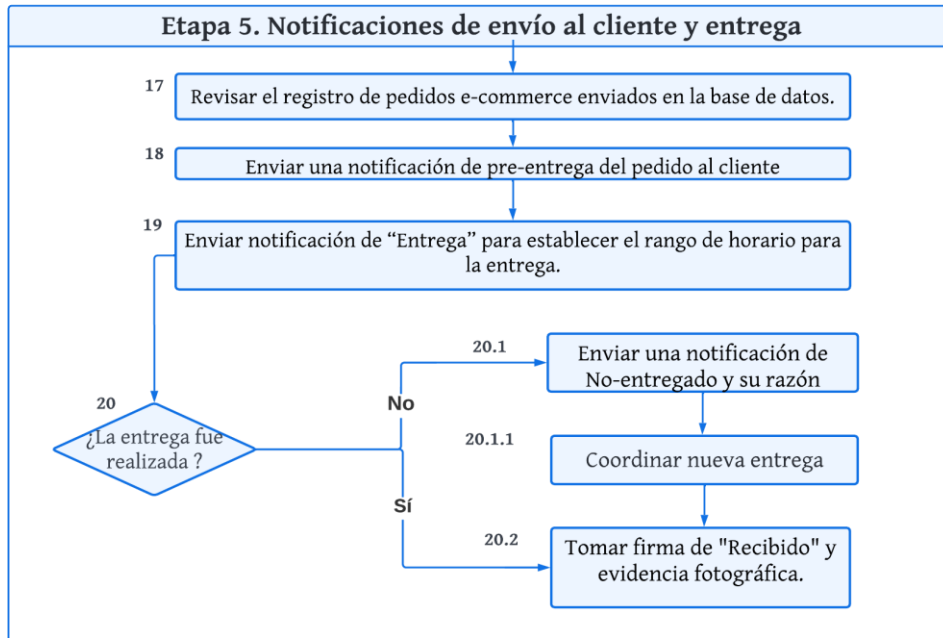 Etapa 5. Notificaciones de envío al cliente y entrega
17
Revisar el registro de pedidos e-commerce enviados en la base de datos.
18
Enviar una notificación de pre-entrega del pedido al cliente
19
Enviar notificación de “Entrega” para establecer el rango de horario para
la entrega.
20
¿La entrega fue
realizada ?
No
20.1
Enviar una notificación de
No-entregado y su razón
20.1.1
Coordinar nueva entrega
Sí
20.2
Tomar firma de "Recibido" y
evidencia fotográfica.